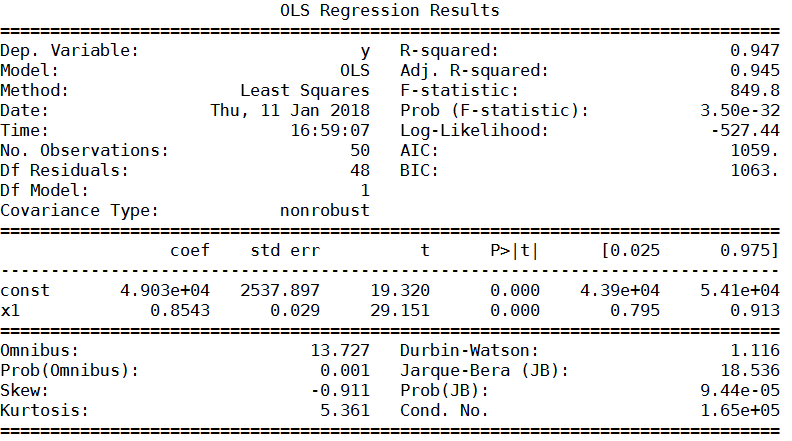 OLS Regression Results
==============================================================================
Dep. Variable:                      y   R-squared:                       0.947
Model:                            OLS   Adj. R-squared:                  0.945
Method:                 Least Squares   F-statistic:                     849.8
Date:                Thu, 11 Jan 2018   Prob (F-statistic):           3.50e-32
Time:                        16:59:07   Log-Likelihood:                -527.44
No. Observations:                  50   AIC:                             1059.
Df Residuals:                      48   BIC:                             1063.
Df Model:                           1
Covariance Type:            nonrobust
==============================================================================
                 coef    std err          t      P>|t|      [0.025      0.975]
------------------------------------------------------------------------------
const       4.903e+04   2537.897     19.320      0.000    4.39e+04    5.41e+04
x1             0.8543      0.029     29.151      0.000       0.795       0.913
==============================================================================
Omnibus:                       13.727   Durbin-Watson:                   1.116
Prob(Omnibus):                  0.001   Jarque-Bera (JB):               18.536
Skew:                          -0.911   Prob(JB):                     9.44e-05
Kurtosis:                       5.361   Cond. No.                     1.65e+05
==============================================================================